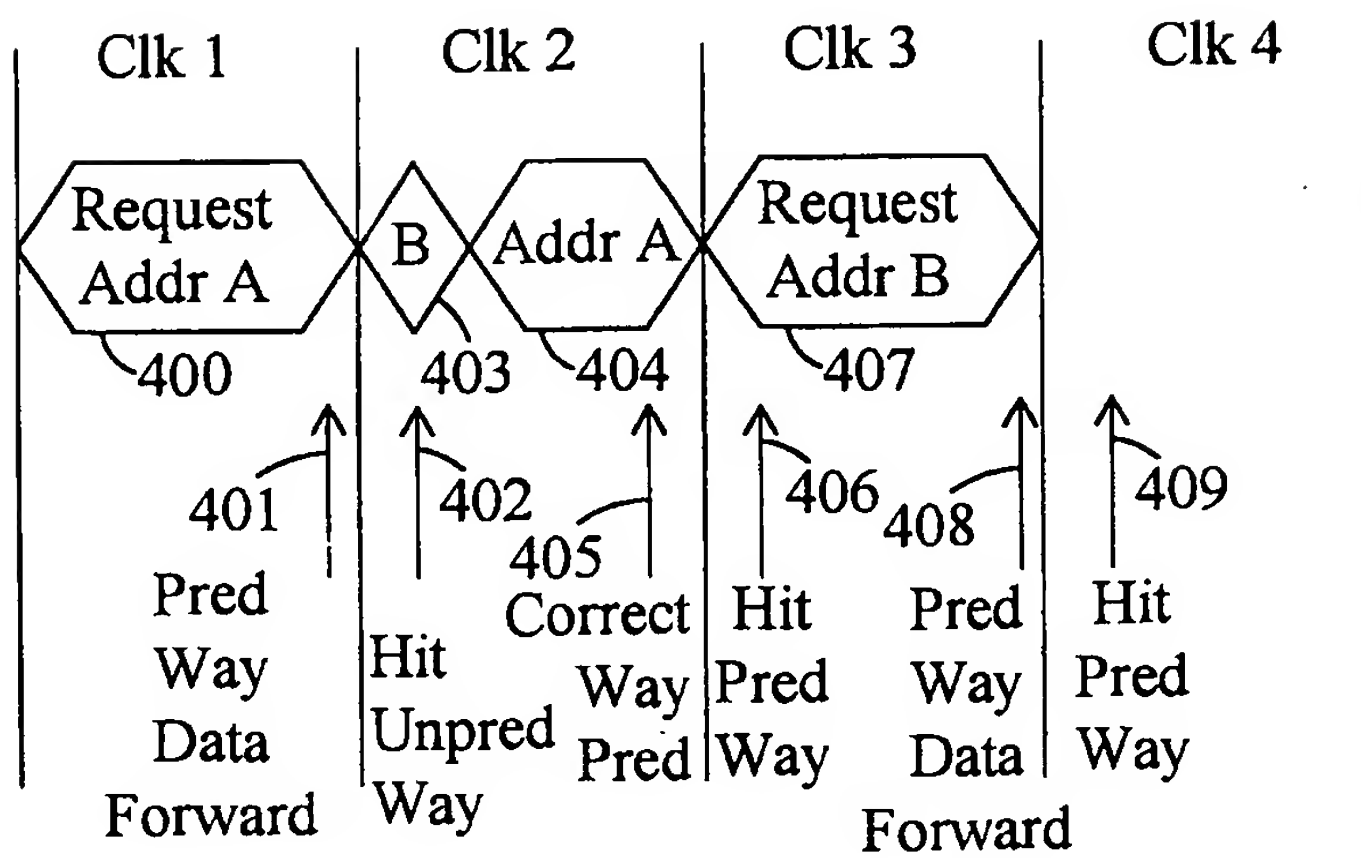 Clk 1 Clk 2 Clk 3 Clk 4
Request
Addr A
B
Addr A
Request
Addr B
400
403
404
407
401
402
405
406
408
409
Pred
Way
Data
Forward
Hit
Unpred
Way
Correct
Way
Pred
Hit
Pred
Way
Pred
Way
Data
Forward
Hit
Pred
Way